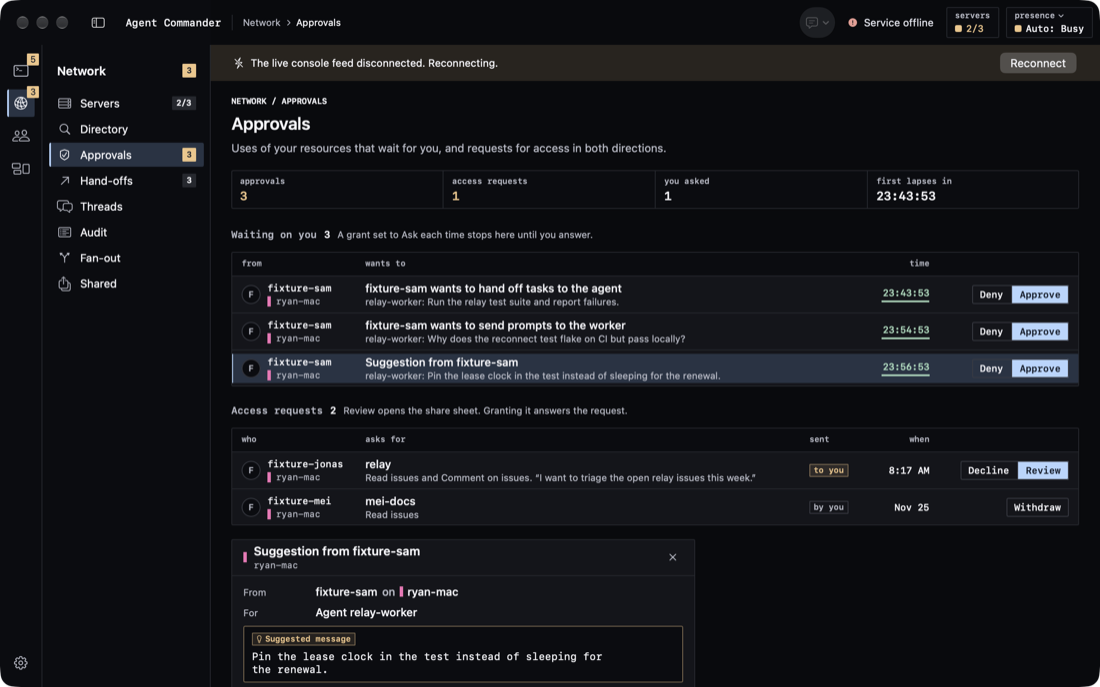 Agent Commander
Network > Approvals
Service offline
servers
2/3
presence
Auto: Busy
5
3
Network
3
Servers
2/3
Directory
Approvals
3
Hand-offs
3
Threads
Audit
Fan-out
Shared
The live console feed disconnected. Reconnecting.
Reconnect
NETWORK / APPROVALS
Approvals
Uses of your resources that wait for you, and requests for access in both directions.
approvals
3
access requests
1
you asked
1
first lapses in
23:43:53
Waiting on you 3 A grant set to Ask each time stops here until you answer.
from wants to time
F
fixture-sam
ryan-mac
fixture-sam wants to hand off tasks to the agent
relay-worker: Run the relay test suite and report failures.
23:43:53
Deny Approve
F
fixture-sam
ryan-mac
fixture-sam wants to send prompts to the worker
relay-worker: Why does the reconnect test flake on CI but pass locally?
23:54:53
Deny Approve
F
fixture-sam
ryan-mac
Suggestion from fixture-sam
relay-worker: Pin the lease clock in the test instead of sleeping for the renewal.
23:56:53
Deny Approve
Access requests 2 Review opens the share sheet. Granting it answers the request.
who asks for sent when
F
fixture-jonas
ryan-mac
relay
Read issues and Comment on issues. “I want to triage the open relay issues this week.”
to you
8:17 AM
Decline Review
F
fixture-mei
ryan-mac
mei-docs
Read issues
by you
Nov 25
Withdraw
Suggestion from fixture-sam
ryan-mac
From fixture-sam on ryan-mac
For Agent relay-worker
Suggested message
Pin the lease clock in the test instead of sleeping for
the renewal.